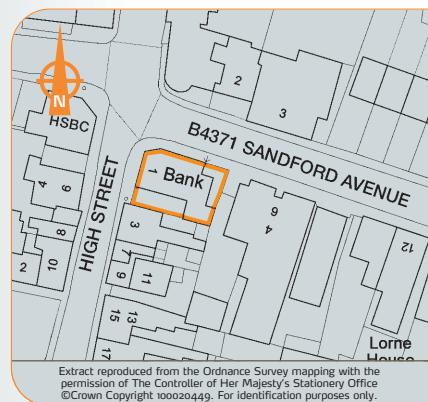 N
HSBC
2
3
B4371 SANDFORD AVENUE
HIGH STREET
1 Bank
4
6
8
10
2
3
7
9
11
15
13
17
6
4
12
Lorne
House
Extract reproduced from the Ordnance Survey mapping with the
permission of The Controller of Her Majesty's Stationery Office
©Crown Copyright 100020449. For identification purposes only.